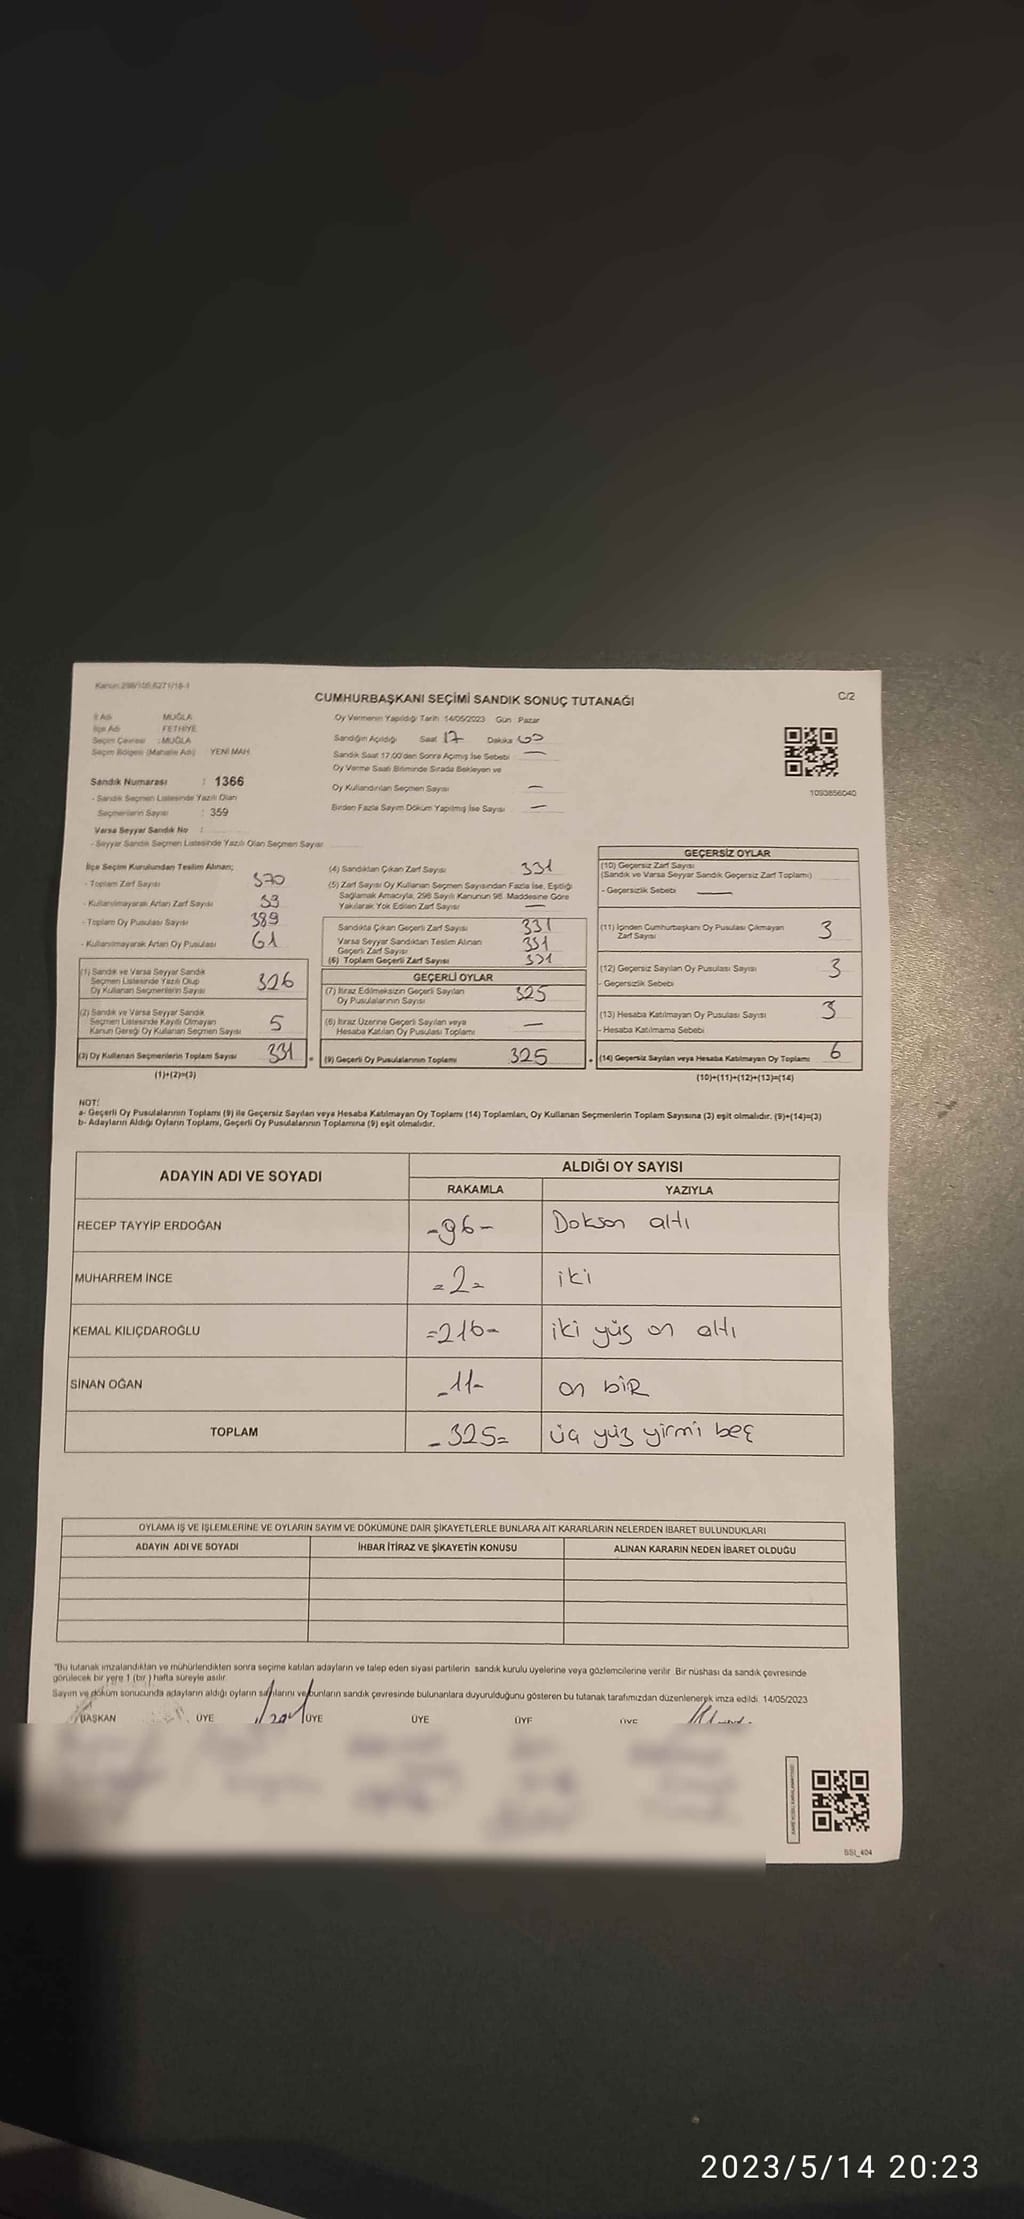 Kanun:298/105,6271/18-1
CUMHURBAŞKANI SEÇİMİ SANDIK SONUÇ TUTANAĞI
C/2
İl Adı MUĞLA
İlçe Adı FETHİYE
Seçim Çevresi : MUĞLA
Seçim Bölgesi (Mahalle Adı) YENİ MAH
Sandık Numarası : 1366
- Sandık Seçmen Listesinde Yazılı Olan
Seçmenlerin Sayısı : 359
Varsa Seyyar Sandık No :
- Seyyar Sandık Seçmen Listesinde Yazılı Olan Seçmen Sayısı
Oy Vermenin Yapıldığı Tarih 14/05/2023 Gün : Pazar
Sandığın Açıldığı Saat 17 Dakika
Sandık Saat 17.00'den Sonra Açılmış İse Sebebi —
Oy Verme Saati Bitiminde Sırada Bekleyen ve
Oy Kullandırılan Seçmen Sayısı —
Birden Fazla Sayım Döküm Yapılmış İse Sayısı —
1093856040
İlçe Seçim Kurulundan Teslim Alınan;
- Toplam Zarf Sayısı 370
- Kullanılmayarak Artan Zarf Sayısı
- Toplam Oy Pusulası Sayısı 389
- Kullanılmayarak Artan Oy Pusulası 61
(1) Sandık ve Varsa Seyyar Sandık
Seçmen Listesinde Yazılı Olup
Oy Kullanan Seçmenlerin Sayısı 326
(2) Sandık ve Varsa Seyyar Sandık
Seçmen Listesinde Kayıtlı Olmayan
Kanun Gereği Oy Kullanan Seçmen Sayısı 5
(3) Oy Kullanan Seçmenlerin Toplam Sayısı 331
(1)+(2)=(3)
(4) Sandıktan Çıkan Zarf Sayısı 331
(5) Zarf Sayısı Oy Kullanan Seçmen Sayısından Fazla İse, Eşitliği
Sağlamak Amacıyla, 298 Sayılı Kanunun 98. Maddesine Göre
Yakılarak Yok Edilen Zarf Sayısı —
Sandıkta Çıkan Geçerli Zarf Sayısı 331
Varsa Seyyar Sandıktan Teslim Alınan
Geçerli Zarf Sayısı 331
(6) Toplam Geçerli Zarf Sayısı 331
GEÇERLİ OYLAR
(7) İtiraz Edilmeksizin Geçerli Sayılan
Oy Pusulalarının Sayısı 325
(8) İtiraz Üzerine Geçerli Sayılan veya
Hesaba Katılan Oy Pusulası Toplamı —
(9) Geçerli Oy Pusulalarının Toplamı 325
GEÇERSİZ OYLAR
(10) Geçersiz Zarf Sayısı
(Sandık ve Varsa Seyyar Sandık Geçersiz Zarf Toplamı)
- Geçersizlik Sebebi —
(11) İçinden Cumhurbaşkanı Oy Pusulası Çıkmayan
Zarf Sayısı 3
(12) Geçersiz Sayılan Oy Pusulası Sayısı 3
- Geçersizlik Sebebi
(13) Hesaba Katılmayan Oy Pusulası Sayısı 3
- Hesaba Katılmama Sebebi
(14) Geçersiz Sayılan veya Hesaba Katılmayan Oy Toplamı 6
(10)+(11)+(12)+(13)=(14)
NOT:
a- Geçerli Oy Pusulalarının Toplamı (9) ile Geçersiz Sayılan veya Hesaba Katılmayan Oy Toplamı (14) Toplamları, Oy Kullanan Seçmenlerin Toplam Sayısına (3) eşit olmalıdır. (9)+(14)=(3)
b- Adayların Aldığı Oyların Toplamı, Geçerli Oy Pusulalarının Toplamına (9) eşit olmalıdır.
ADAYIN ADI VE SOYADI
ALDIĞI OY SAYISI
RAKAMLA YAZIYLA
RECEP TAYYİP ERDOĞAN -96- Doksan altı
MUHARREM İNCE =2= iki
KEMAL KILIÇDAROĞLU =216- iki yüz on altı
SİNAN OĞAN -11- on biR
TOPLAM -325= üç yüz yirmi beş
OYLAMA İŞ VE İŞLEMLERİNE VE OYLARIN SAYIM VE DÖKÜMÜNE DAİR ŞİKAYETLERLE BUNLARA AİT KARARLARIN NELERDEN İBARET BULUNDUKLARI
ADAYIN ADI VE SOYADI İHBAR İTİRAZ VE ŞİKAYETİN KONUSU ALINAN KARARIN NEDEN İBARET OLDUĞU
"Bu tutanak imzalandıktan ve mühürlendikten sonra seçime katılan adayların ve talep eden siyasi partilerin sandık kurulu üyelerine veya gözlemcilerine verilir. Bir nüshası da sandık çevresinde
görülecek bir yere 1 (bir) hafta süreyle asılır.
Sayım ve döküm sonucunda adayların aldığı oyların sayılarını ve bunların sandık çevresinde bulunanlara duyurulduğunu gösteren bu tutanak tarafımızdan düzenlenerek imza edildi. 14/05/2023
BAŞKAN ÜYE ÜYE ÜYE ÜYE ÜYE
SSI_404
2023/5/14 20:23